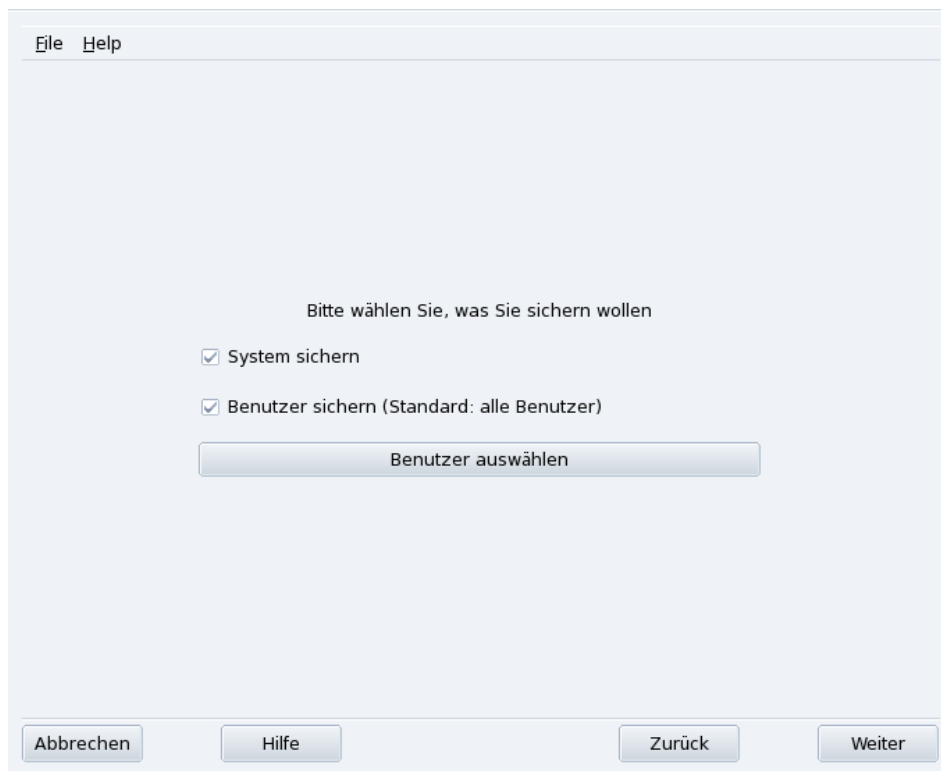 File Help
Bitte wählen Sie, was Sie sichern wollen
System sichern
Benutzer sichern (Standard: alle Benutzer)
Benutzer auswählen
Abbrechen Hilfe Zurück Weiter